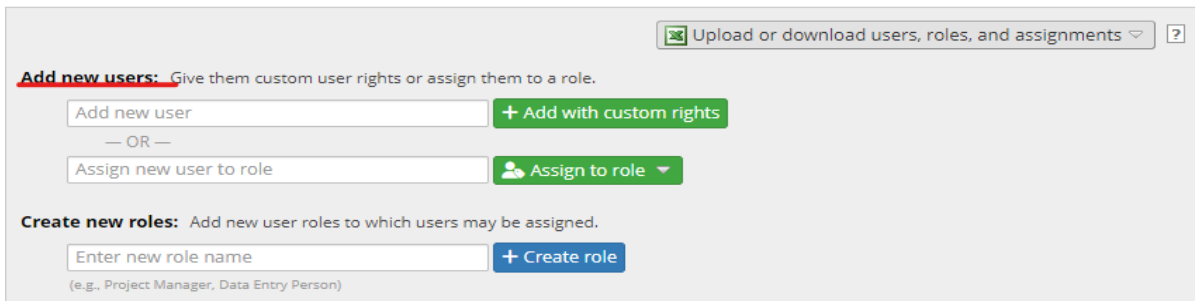 Upload or download users, roles, and assignments ?
Add new users: Give them custom user rights or assign them to a role.
Add new user + Add with custom rights
— OR —
Assign new user to role Assign to role
Create new roles: Add new user roles to which users may be assigned.
Enter new role name + Create role
(e.g., Project Manager, Data Entry Person)